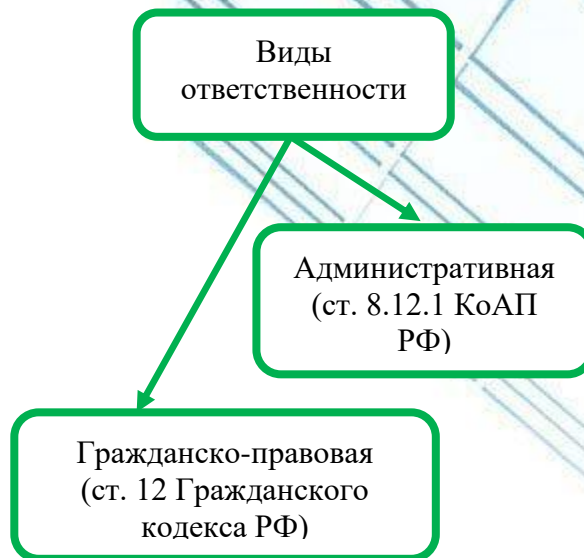 Виды
ответственности
Административная
(ст. 8.12.1 КоАП
РФ)
Гражданско-правовая
(ст. 12 Гражданского
кодекса РФ)